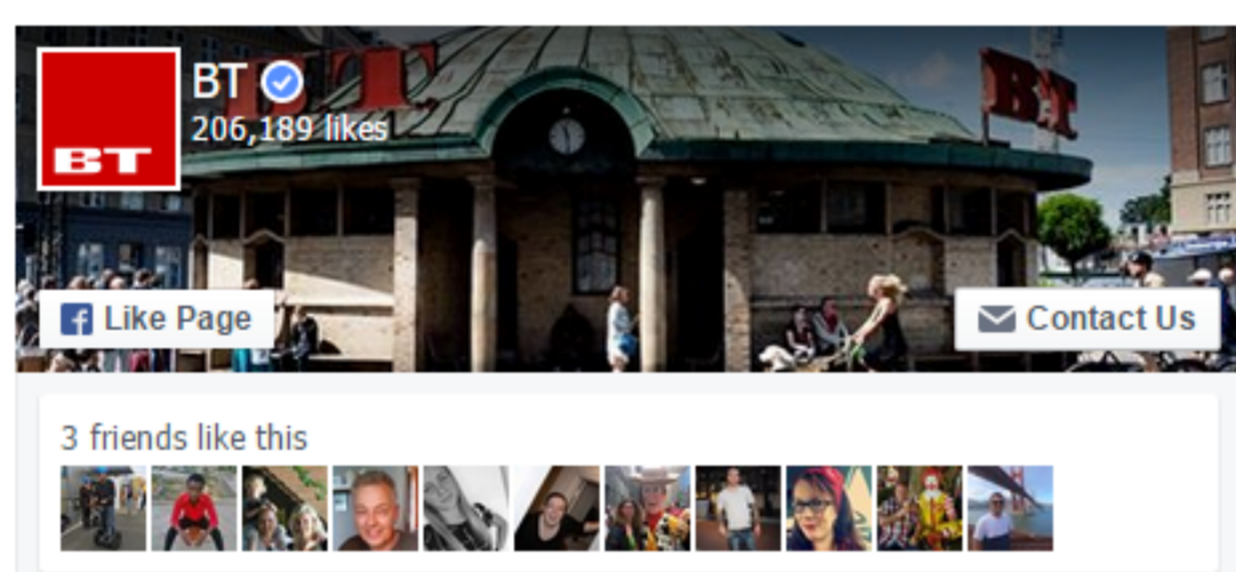 BT
BT
206,189 likes
B.T.
BT
Like Page
Contact Us
3 friends like this